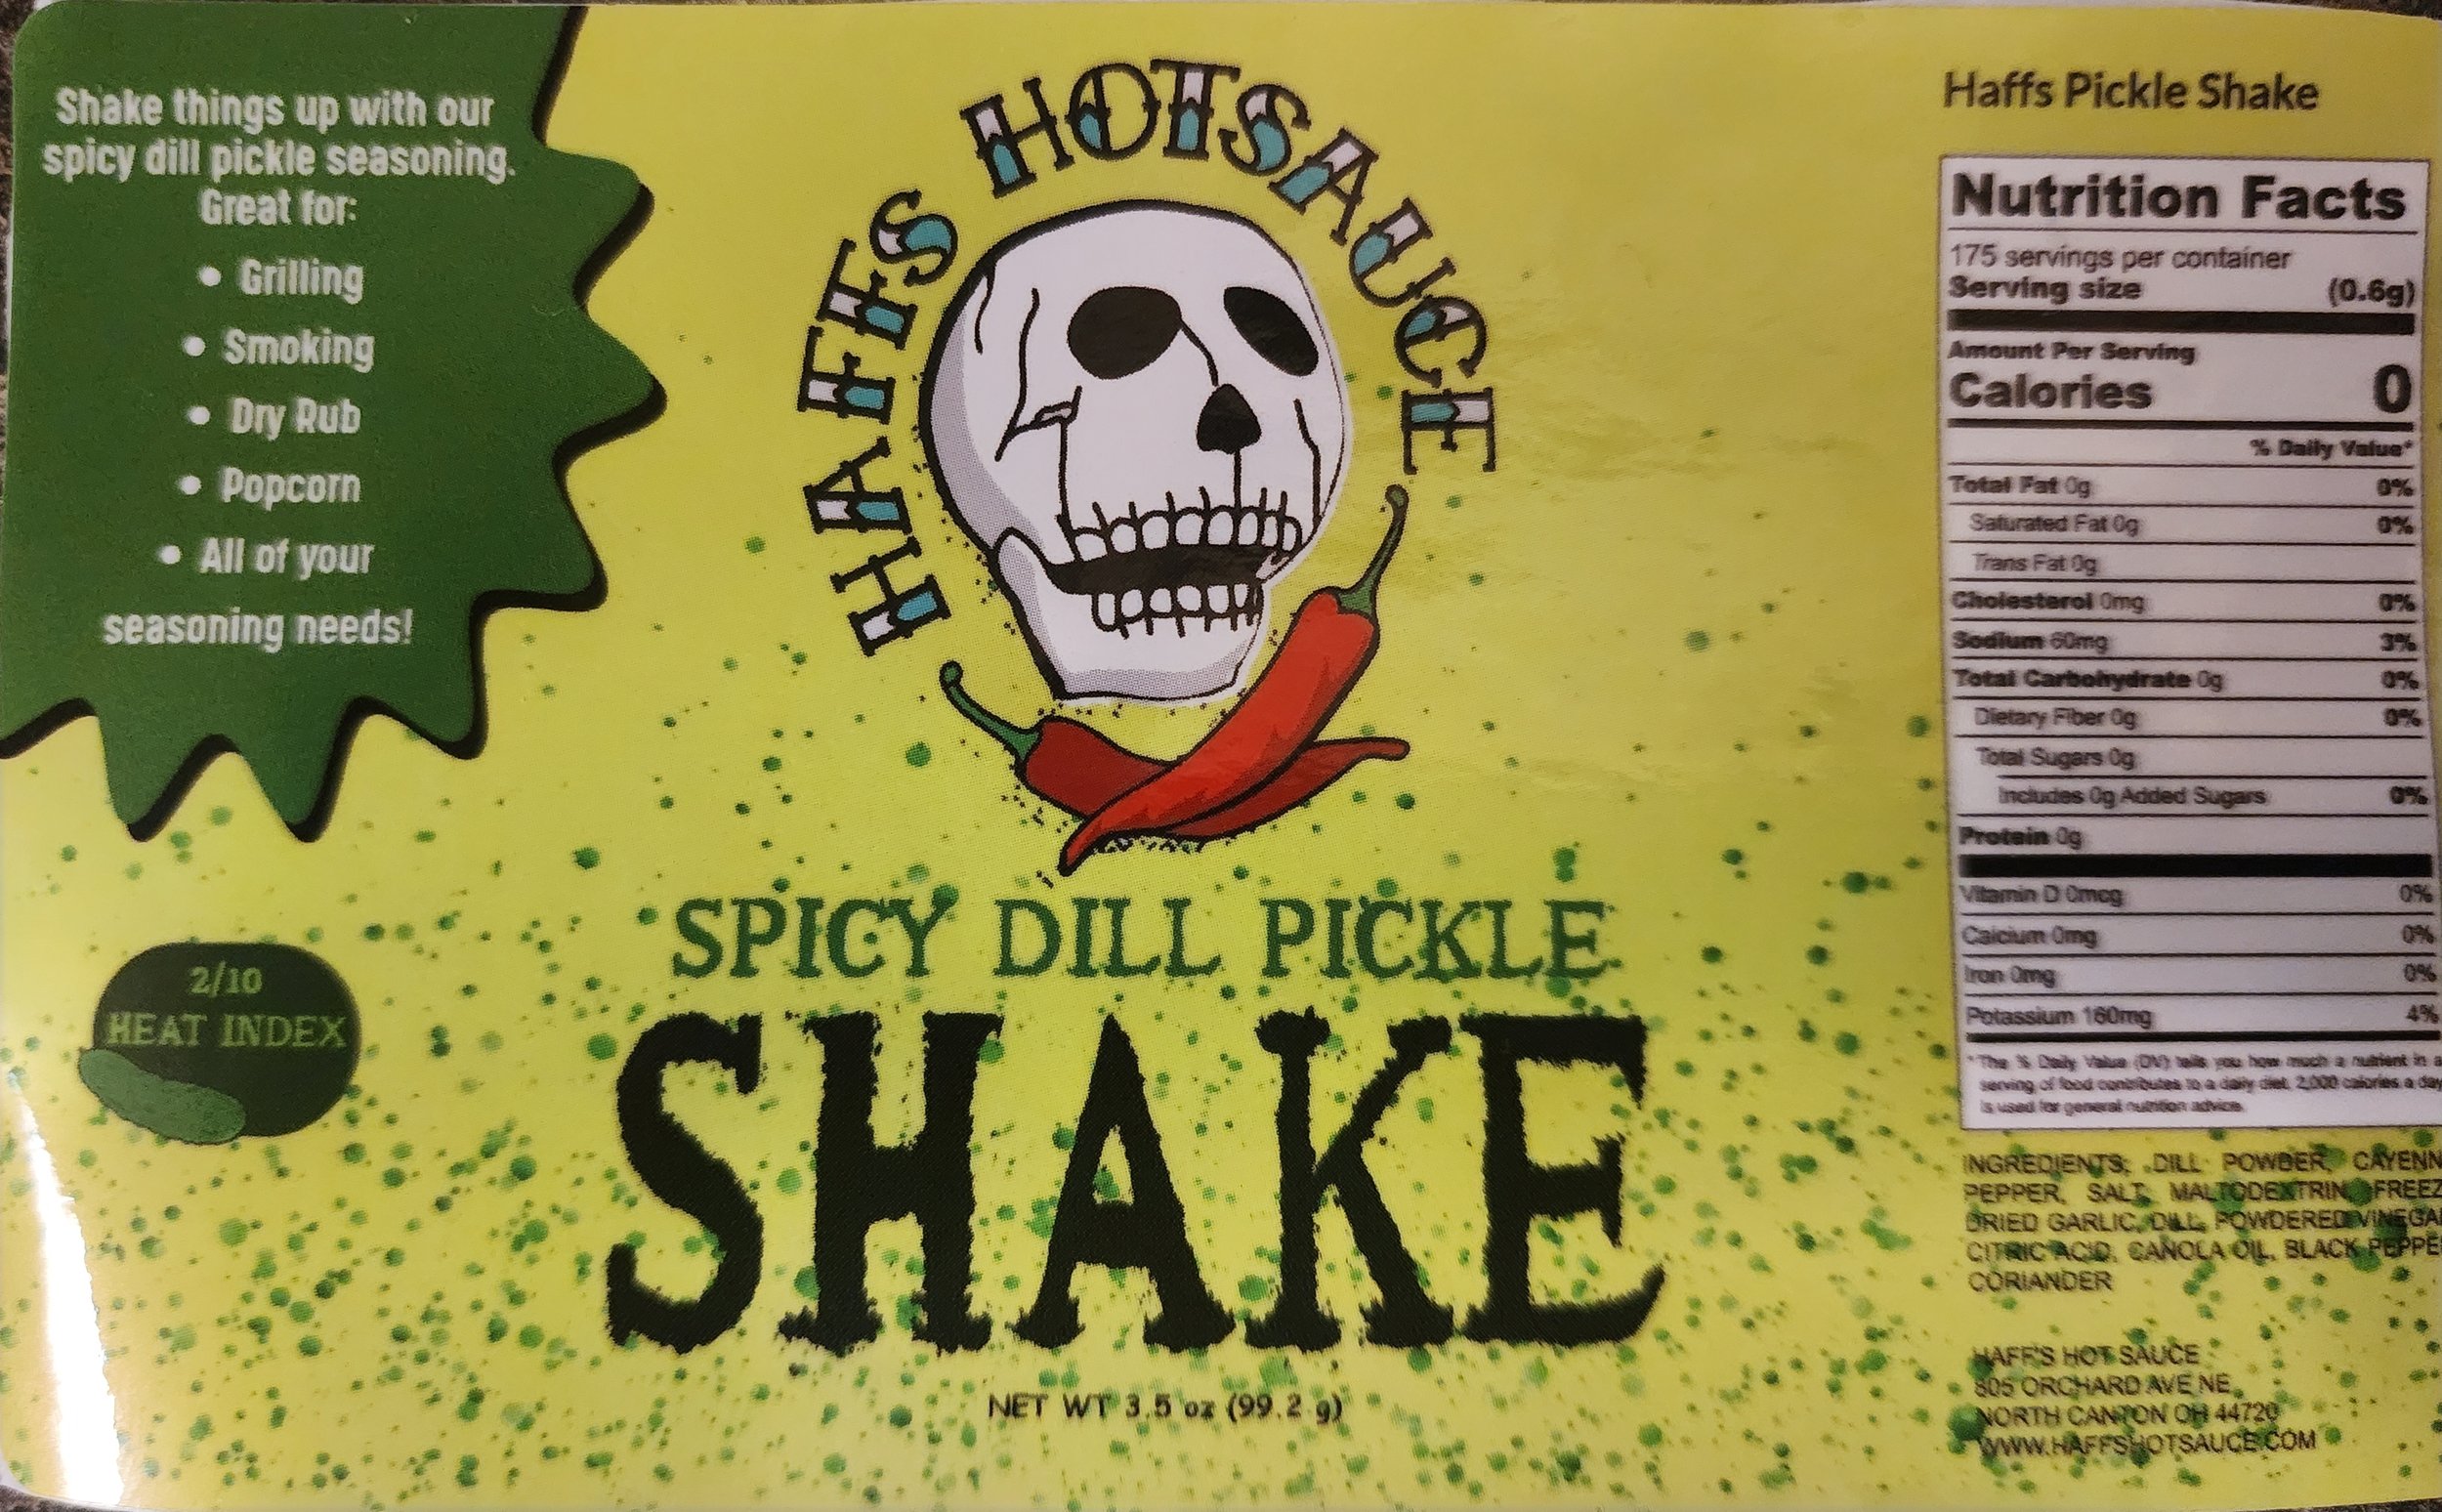 Shake things up with our
spicy dill pickle seasoning.
Great for:
• Grilling
• Smoking
• Dry Rub
• Popcorn
• All of your
seasoning needs!
2/10
HEAT INDEX
HAFFS HOTSAUCE
SPICY DILL PICKLE
SHAKE
NET WT 3.5 oz (99.2 g)
Haffs Pickle Shake
Nutrition Facts
175 servings per container
Serving size (0.6g)
Amount Per Serving
Calories 0
% Daily Value*
Total Fat 0g 0%
Saturated Fat 0g 0%
Trans Fat 0g
Cholesterol 0mg 0%
Sodium 60mg 3%
Total Carbohydrate 0g 0%
Dietary Fiber 0g 0%
Total Sugars 0g
Includes 0g Added Sugars 0%
Protein 0g
Vitamin D 0mcg 0%
Calcium 0mg 0%
Iron 0mg 0%
Potassium 160mg 4%
*The % Daily Value (DV) tells you how much a nutrient in a
serving of food contributes to a daily diet. 2,000 calories a day
is used for general nutrition advice.
INGREDIENTS: DILL POWDER, CAYENN
PEPPER, SALT, MALTODEXTRIN, FREEZ
DRIED GARLIC, DILL, POWDERED VINEGA
CITRIC ACID, CANOLA OIL, BLACK PEPPE
CORIANDER
HAFF'S HOT SAUCE
805 ORCHARD AVE NE
NORTH CANTON OH 44720
WWW.HAFFSHOTSAUCE.COM